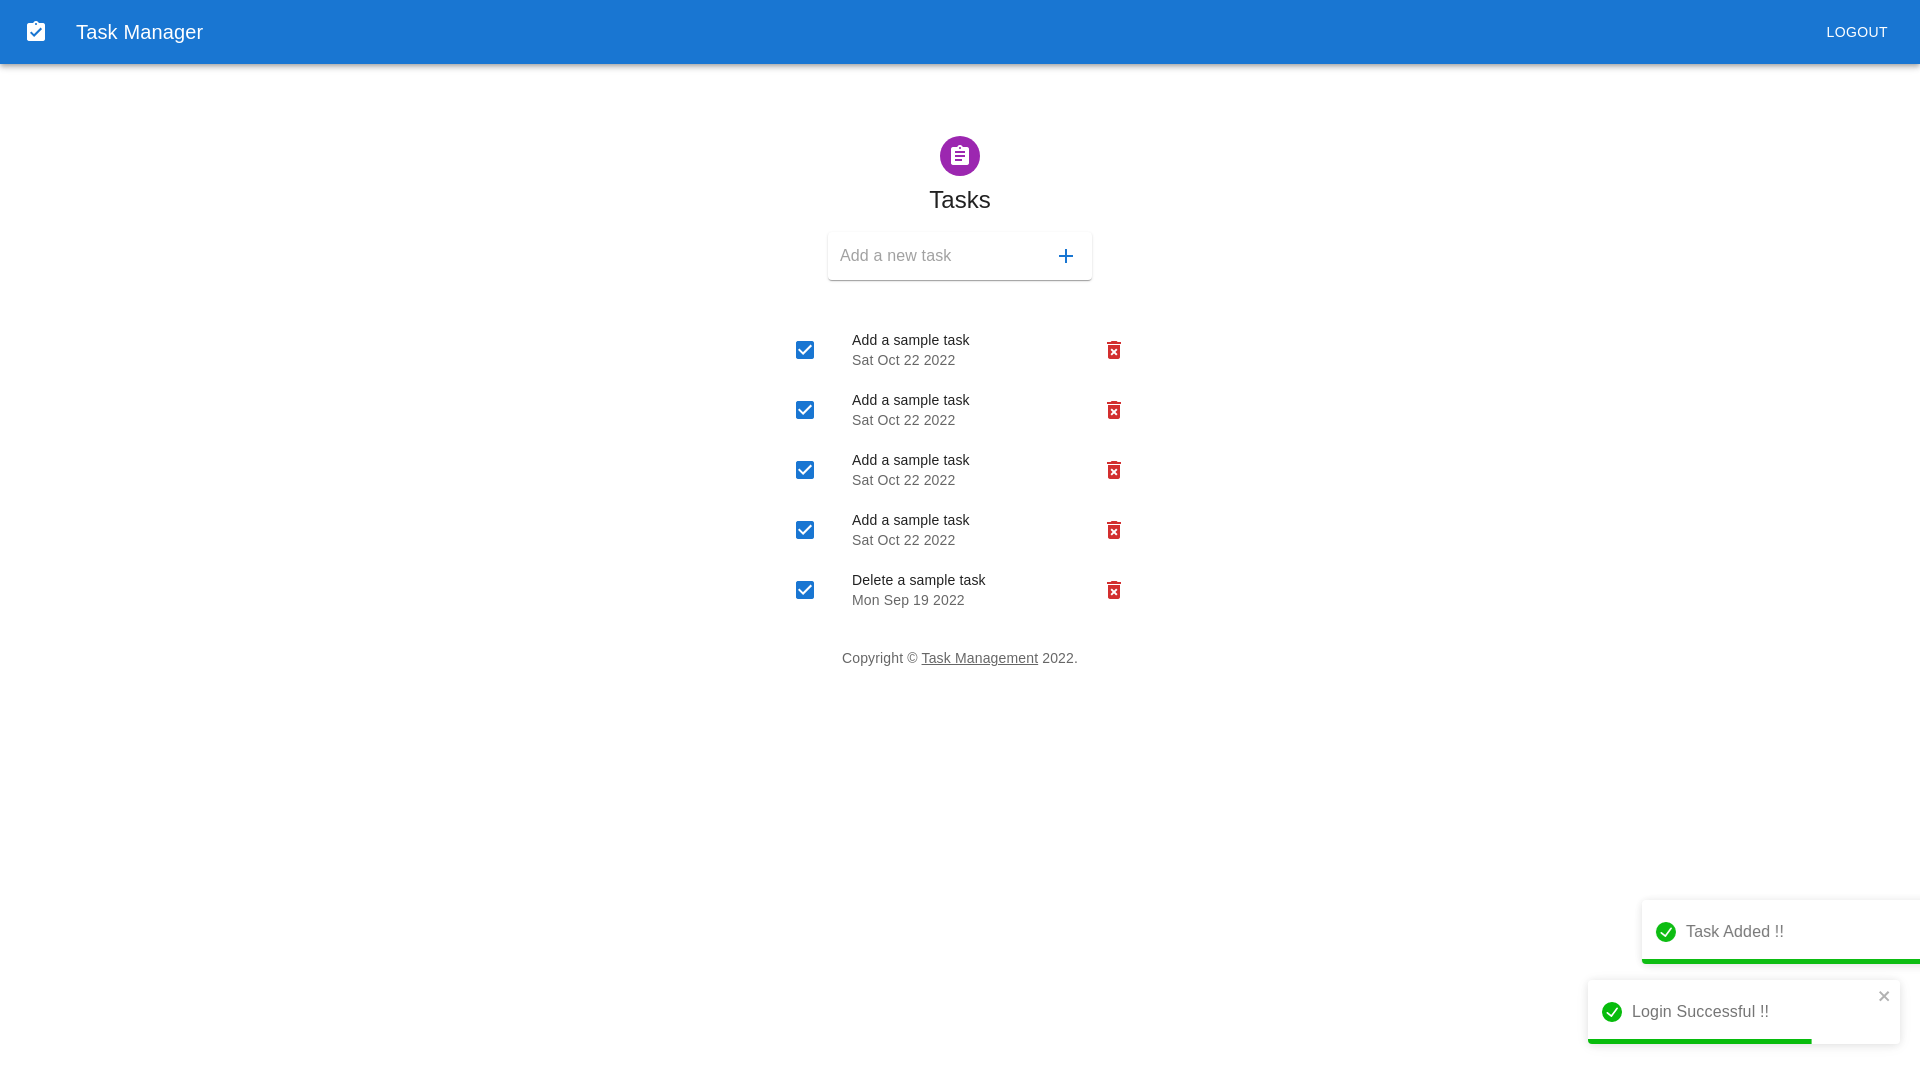 Task Manager
LOGOUT
Tasks
Add a new task
Add a sample task
Sat Oct 22 2022
Add a sample task
Sat Oct 22 2022
Add a sample task
Sat Oct 22 2022
Add a sample task
Sat Oct 22 2022
Delete a sample task
Mon Sep 19 2022
Copyright © Task Management 2022.
Task Added !!
Login Successful !!